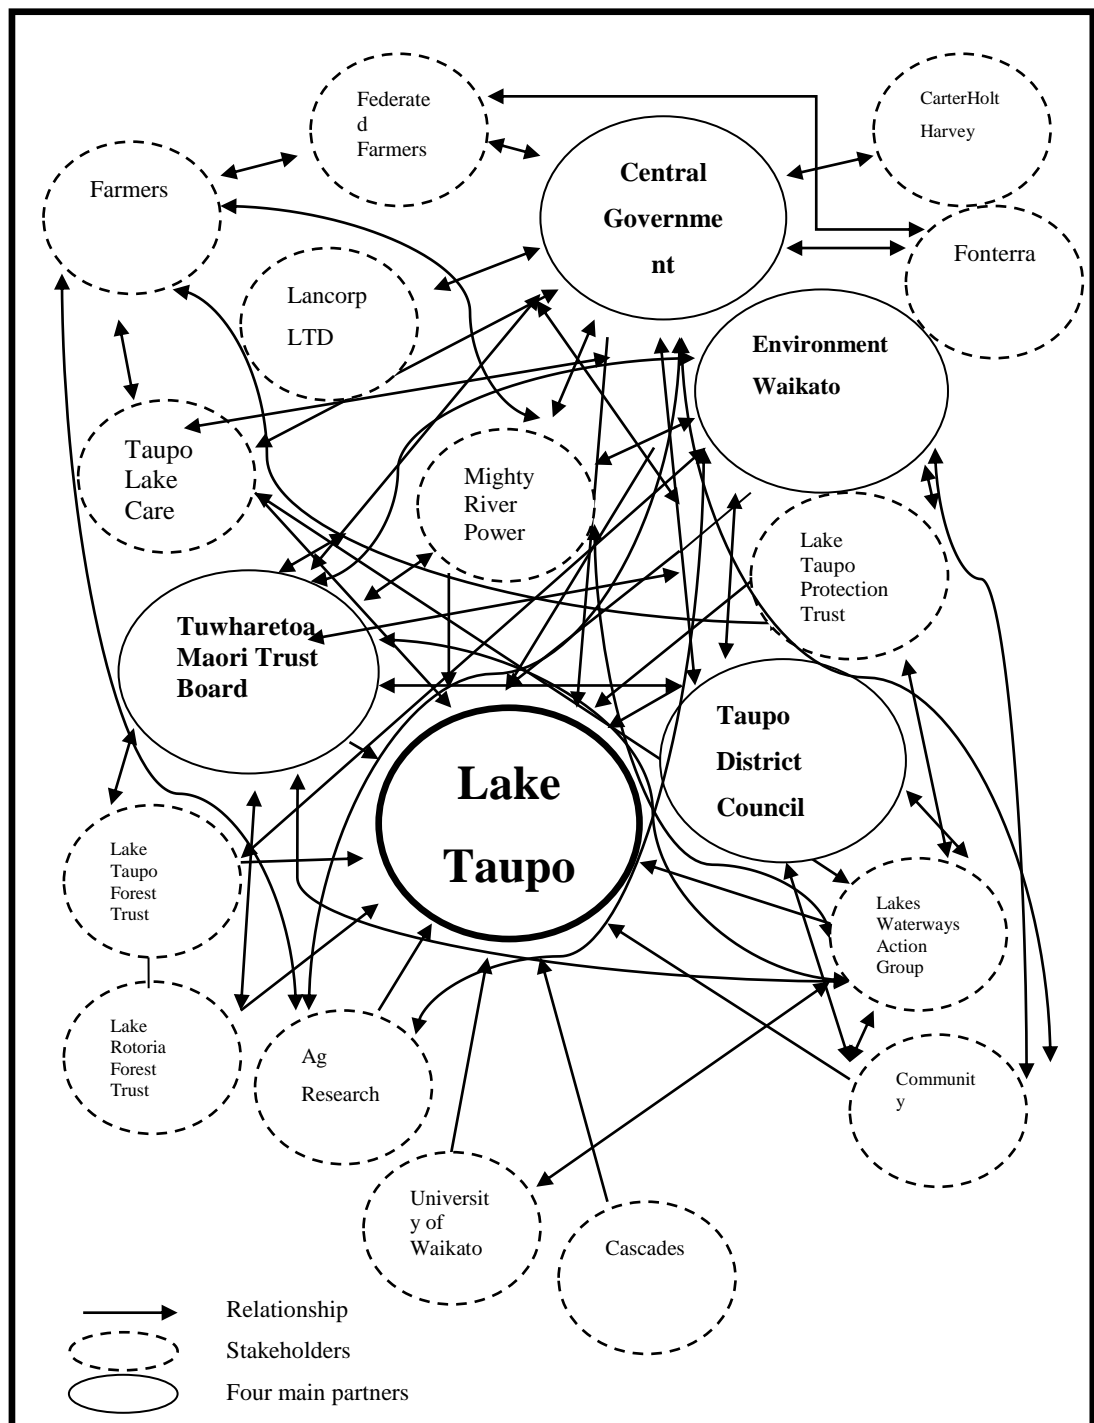 Federate
d
Farmers
CarterHolt
Harvey
Farmers
Central
Governme
nt
Fonterra
Lancorp
LTD
Environment
Waikato
Taupo
Lake
Care
Mighty
River
Power
Lake
Taupo
Protection
Trust
Tuwharetoa
Maori Trust
Board
Taupo
District
Council
Lake
Taupo
Lake
Taupo
Forest
Trust
Lakes
Waterways
Action
Group
Lake
Rotoria
Forest
Trust
Ag
Research
Communit
y
Universit
y of
Waikato
Cascades
Relationship
Stakeholders
Four main partners